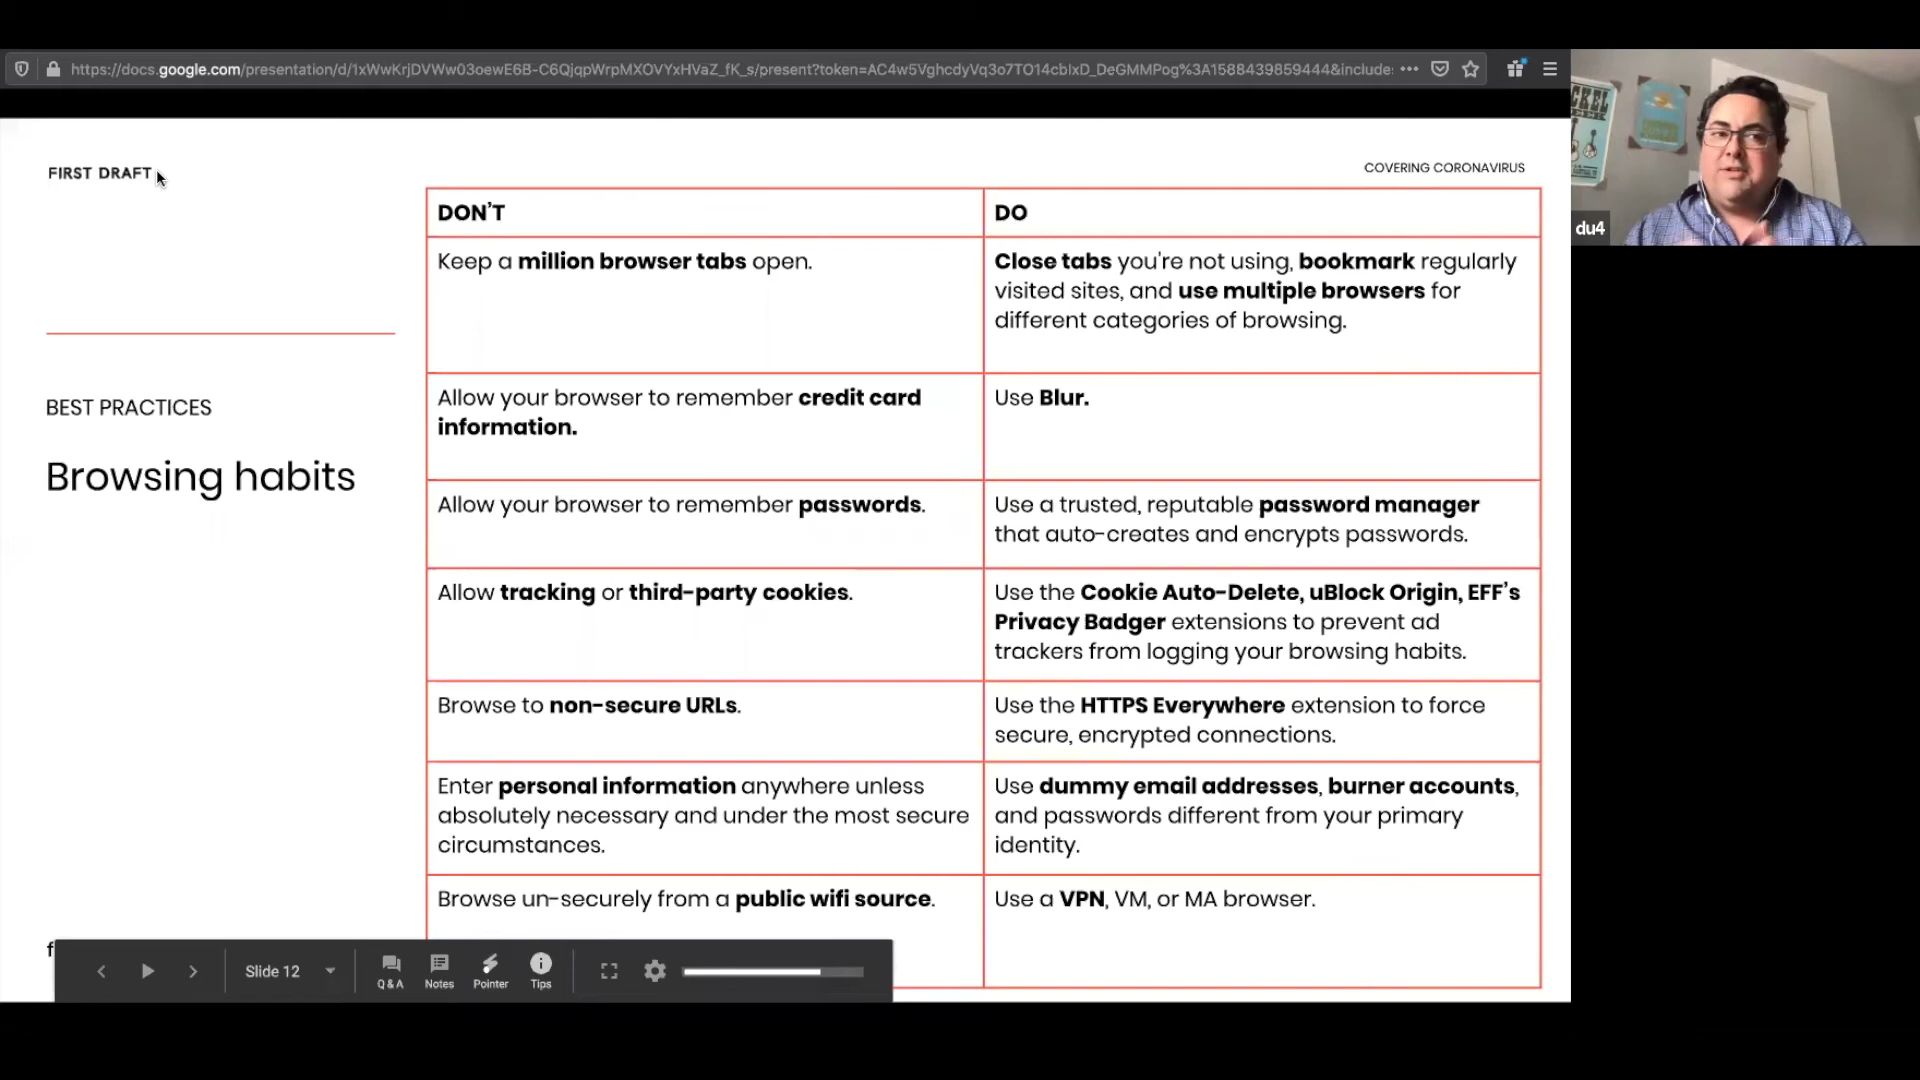 https://docs.google.com/presentation/d/1xWwKrjDVWw03oewE6B-C6QjqpWrpMXOVYxHVaZ_fK_s/present?token=AC4w5VghcdyVq3o7TO14cblxD_DeGMMPog%3A1588439859444&include:
FIRST DRAFT
COVERING CORONAVIRUS
BEST PRACTICES
Browsing habits
DON'T
DO
Keep a million browser tabs open.
Close tabs you're not using, bookmark regularly
visited sites, and use multiple browsers for
different categories of browsing.
Allow your browser to remember credit card
information.
Use Blur.
Allow your browser to remember passwords.
Use a trusted, reputable password manager
that auto-creates and encrypts passwords.
Allow tracking or third-party cookies.
Use the Cookie Auto-Delete, uBlock Origin, EFF's
Privacy Badger extensions to prevent ad
trackers from logging your browsing habits.
Browse to non-secure URLs.
Use the HTTPS Everywhere extension to force
secure, encrypted connections.
Enter personal information anywhere unless
absolutely necessary and under the most secure
circumstances.
Use dummy email addresses, burner accounts,
and passwords different from your primary
identity.
Browse un-securely from a public wifi source.
Use a VPN, VM, or MA browser.
f
Slide 12
Q & A
Notes
Pointer
Tips
du4